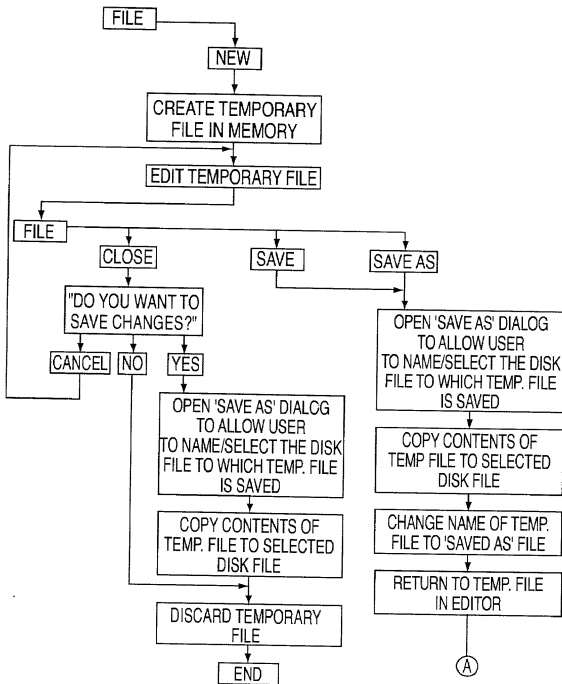 FILE
NEW
CREATE TEMPORARY
FILE IN MEMORY
EDIT TEMPORARY FILE
FILE
CLOSE
SAVE
SAVE AS
"DO YOU WANT TO
SAVE CHANGES?"
CANCEL
NO
YES
OPEN 'SAVE AS' DIALOG
TO ALLOW USER
TO NAME/SELECT THE DISK
FILE TO WHICH TEMP. FILE
IS SAVED
COPY CONTENTS OF
TEMP. FILE TO SELECTED
DISK FILE
DISCARD TEMPORARY
FILE
END
OPEN 'SAVE AS' DIALOG
TO ALLOW USER
TO NAME/SELECT THE DISK
FILE TO WHICH TEMP. FILE
IS SAVED
COPY CONTENTS OF
TEMP FILE TO SELECTED
DISK FILE
CHANGE NAME OF TEMP.
FILE TO 'SAVED AS' FILE
RETURN TO TEMP. FILE
IN EDITOR
A